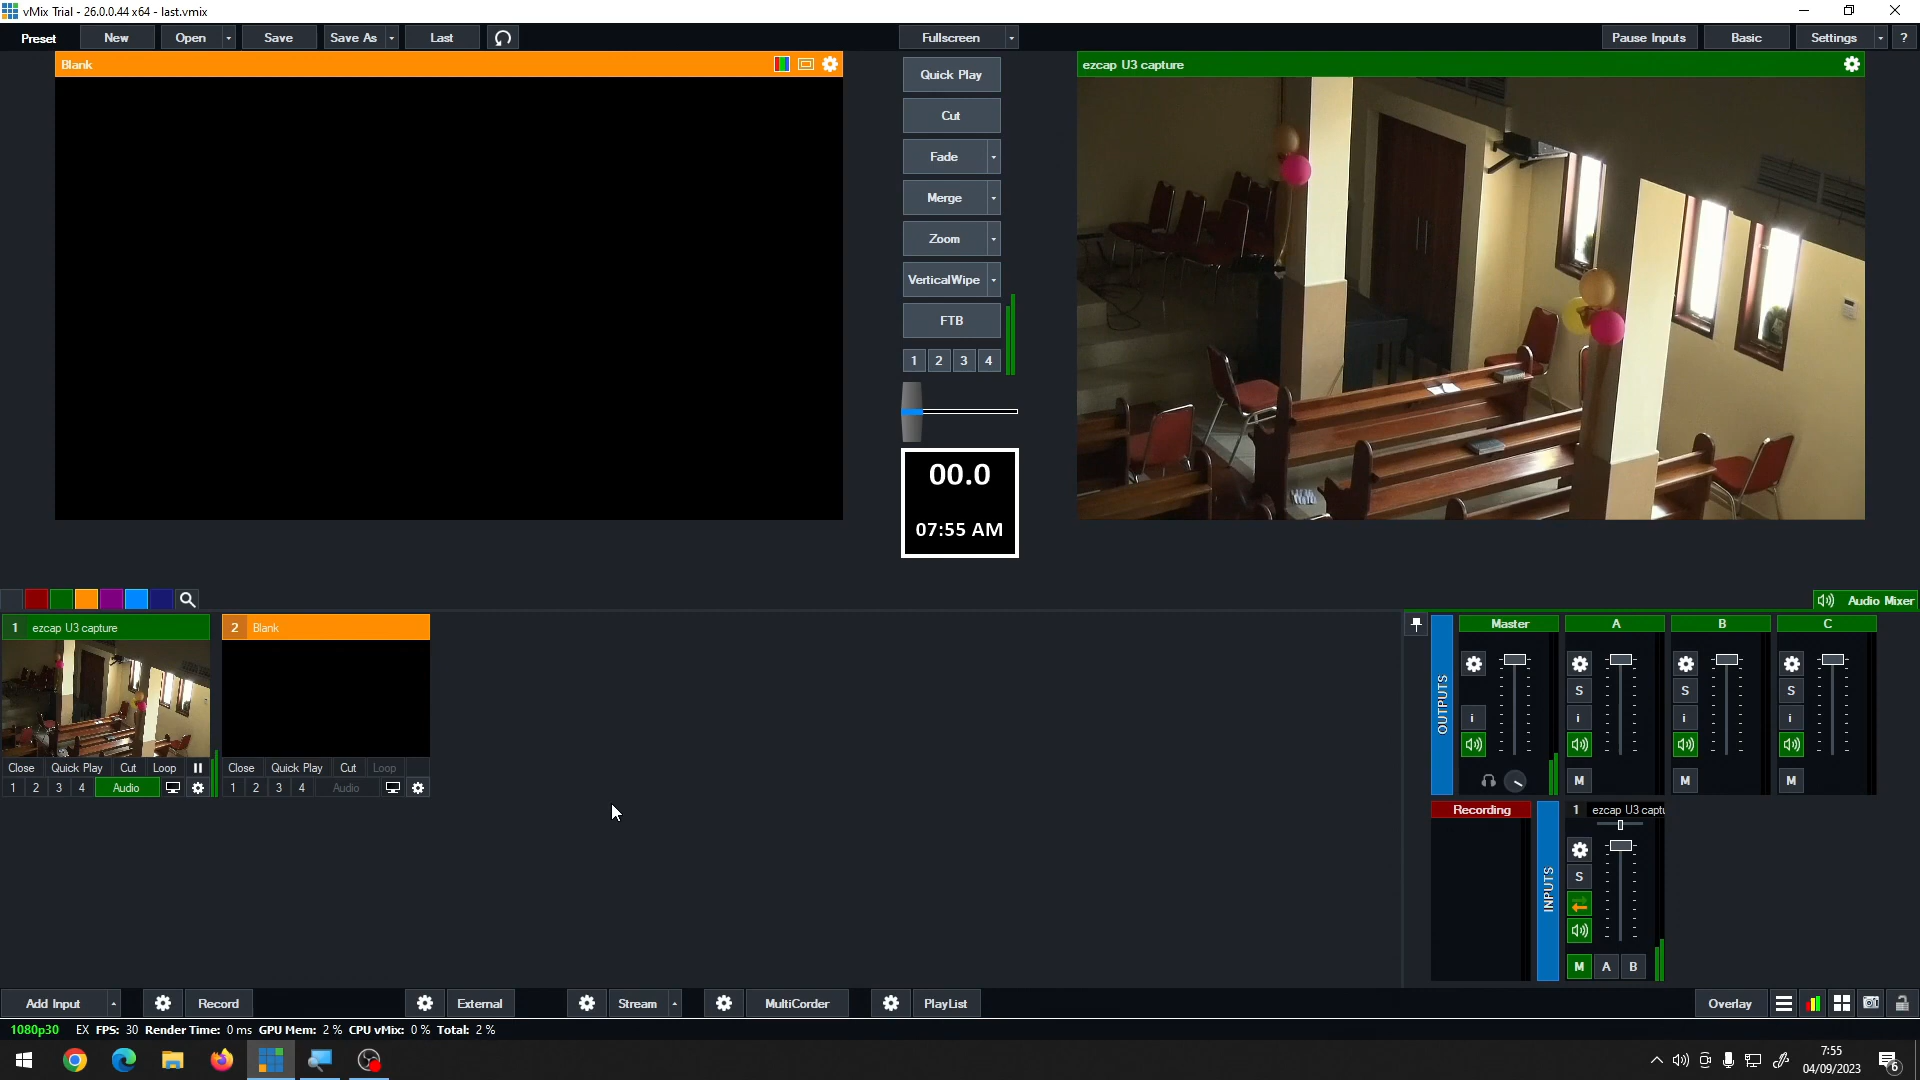 vMix Trial - 26.0.0.44 x64 - last.vmix
Preset New Open Save Save As Last Fullscreen Pause Inputs Basic Settings ?
Blank
ezcap U3 capture
Quick Play
Cut
Fade
Merge
Zoom
VerticalWipe
FTB
1 2 3 4
00.0
07:55 AM
Audio Mixer
1 ezcap U3 capture
2 Blank
Close Quick Play Cut Loop
1 2 3 4 Audio
Close Quick Play Cut Loop
1 2 3 4 Audio
OUTPUTS
Master A B C
S S S
i i i i
M M M
Recording
INPUTS
1 ezcap U3 captu
S
M A B
Add Input Record External Stream MultiCorder PlayList Overlay
1080p30 EX FPS: 30 Render Time: 0 ms GPU Mem: 2 % CPU vMix: 0 % Total: 2 %
7:55
04/09/2023
6